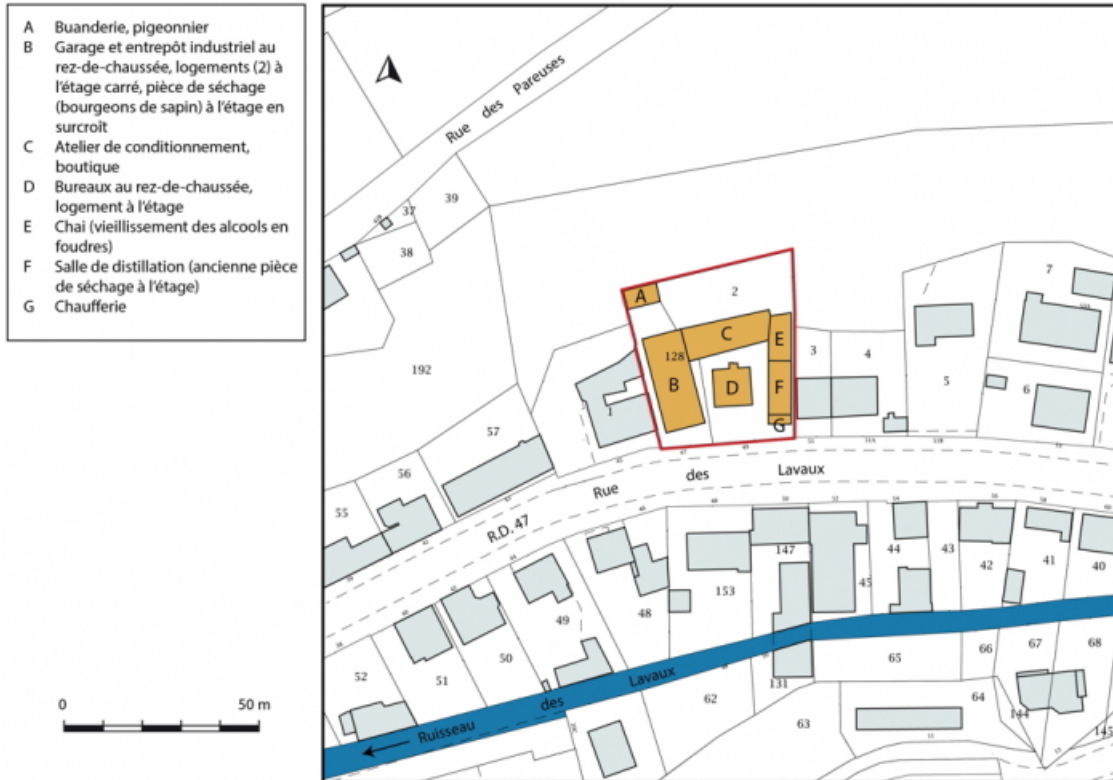 A Buanderie, pigeonnier
B Garage et entrepôt industriel au
rez-de-chaussée, logements (2) à
l'étage carré, pièce de séchage
(bourgeons de sapin) à l'étage en
surcroît
C Atelier de conditionnement,
boutique
D Bureaux au rez-de-chaussée,
logement à l'étage
E Chai (vieillissement des alcools en
foudres)
F Salle de distillation (ancienne pièce
de séchage à l'étage)
G Chaufferie
0 50 m
Rue des Pareuses
39
37
38
192
A
2
7
C
E
128
3
4
B
D
F
5
6
1
G
57
56
55
Rue des Lavaux
R.D. 47
147
44
43
42
41
40
45
153
49
48
50
51
52
65
66
67
68
131
62
63
64
144
145
Ruisseau des Lavaux